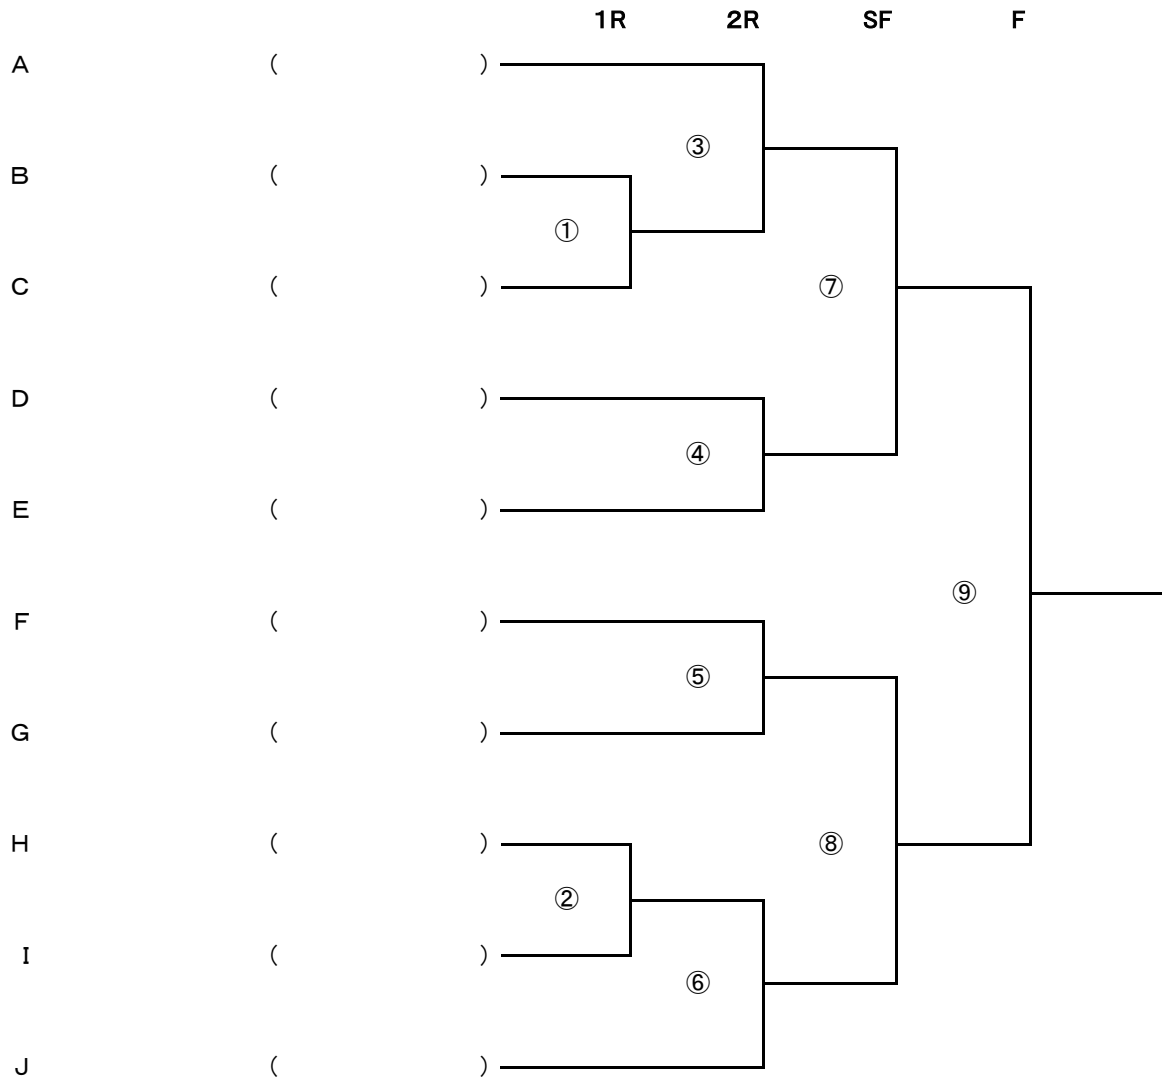 1R 2R SF F
A ( )
③
B ( )
①
C ( ) ⑦
D ( )
④
E ( )
⑨
F ( )
⑤
G ( )
H ( ) ⑧
②
I ( )
⑥
J ( )